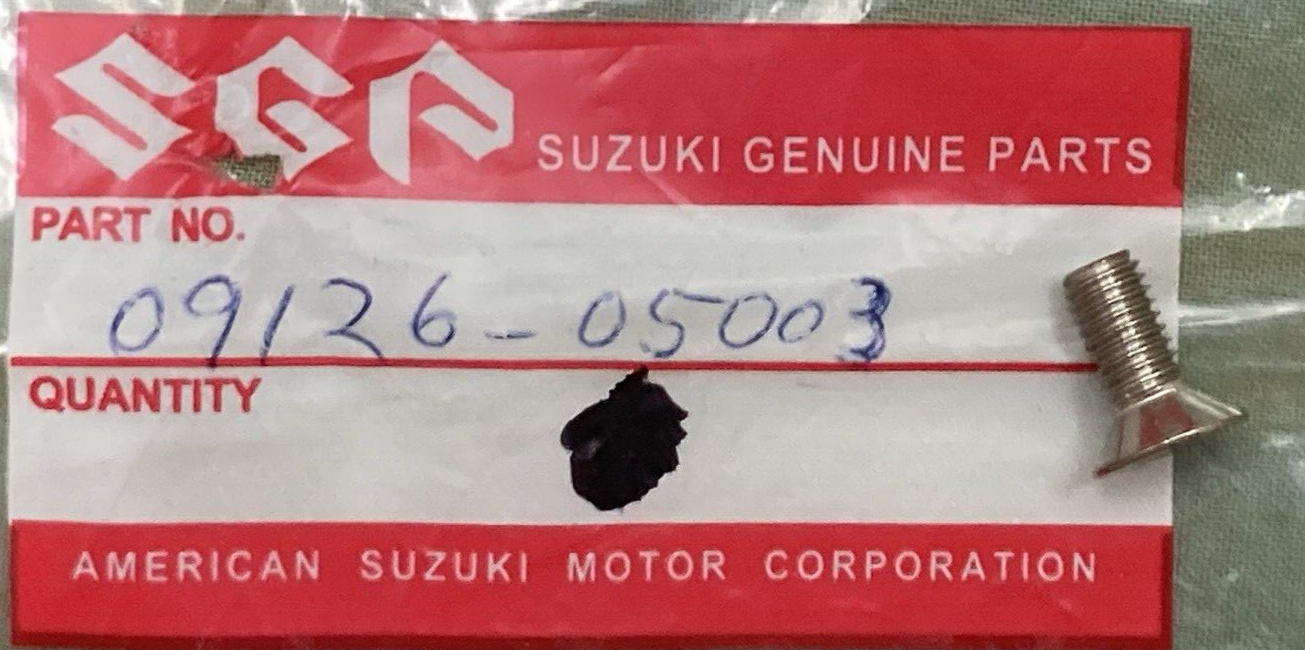 SGP SUZUKI GENUINE PARTS
PART NO.
09126-05003
QUANTITY
AMERICAN SUZUKI MOTOR CORPORATION